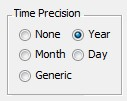 Time Precision
None Year
Month Day
Generic